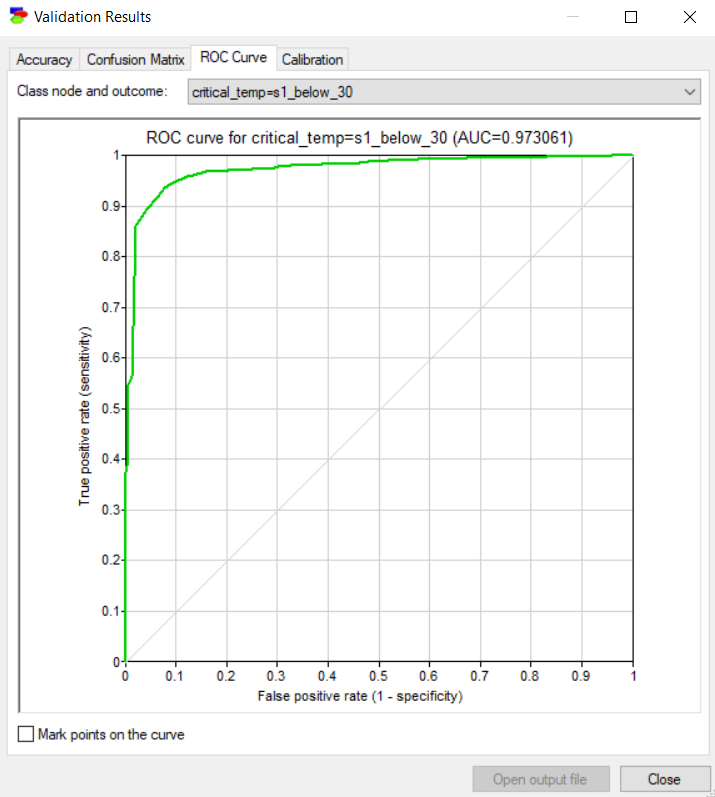 Validation Results
Accuracy Confusion Matrix ROC Curve Calibration
Class node and outcome: critical_temp=s1_below_30
ROC curve for critical_temp=s1_below_30 (AUC=0.973061)
1
0.9
0.8
0.7
0.6
0.5
0.4
0.3
0.2
0.1
0
True positive rate (sensitivity)
0 0.1 0.2 0.3 0.4 0.5 0.6 0.7 0.8 0.9 1
False positive rate (1 - specificity)
Mark points on the curve
Open output file Close